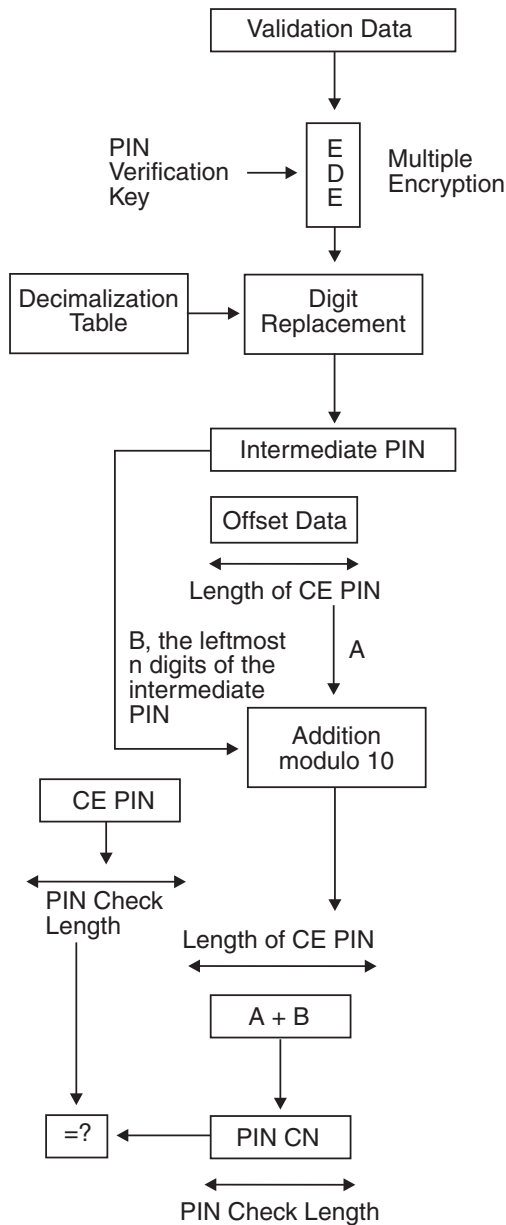 Validation Data
PIN
Verification
Key
E
D
E
Multiple
Encryption
Decimalization
Table
Digit
Replacement
Intermediate PIN
Offset Data
Length of CE PIN
A
B, the leftmost
n digits of the
intermediate
PIN
Addition
modulo 10
CE PIN
PIN Check
Length
Length of CE PIN
A + B
=?
PIN CN
PIN Check Length